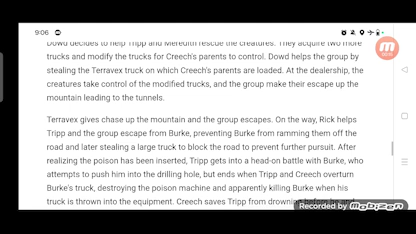 9:06
Dowd decides to help Tripp and Meredith rescue the creatures. They acquire two more
trucks and modify the trucks for Creech's parents to control. Dowd helps the group by
stealing the Terravex truck on which Creech's parents are loaded. At the dealership, the
creatures take control of the modified trucks, and the group make their escape up the
mountain leading to the tunnels.
Terravex gives chase up the mountain and the group escapes. On the way, Rick helps
Tripp and the group escape from Burke, preventing Burke from ramming them off the
road and later stealing a large truck to block the road to prevent further pursuit. After
realizing the poison has been inserted, Tripp gets into a head-on battle with Burke, who
attempts to push him into the drilling hole, but ends when Tripp and Creech overturn
Burke's truck, destroying the poison machine and apparently killing Burke when his
truck is thrown into the equipment. Creech saves Tripp from drowning before he and
Recorded by MOBIZEN